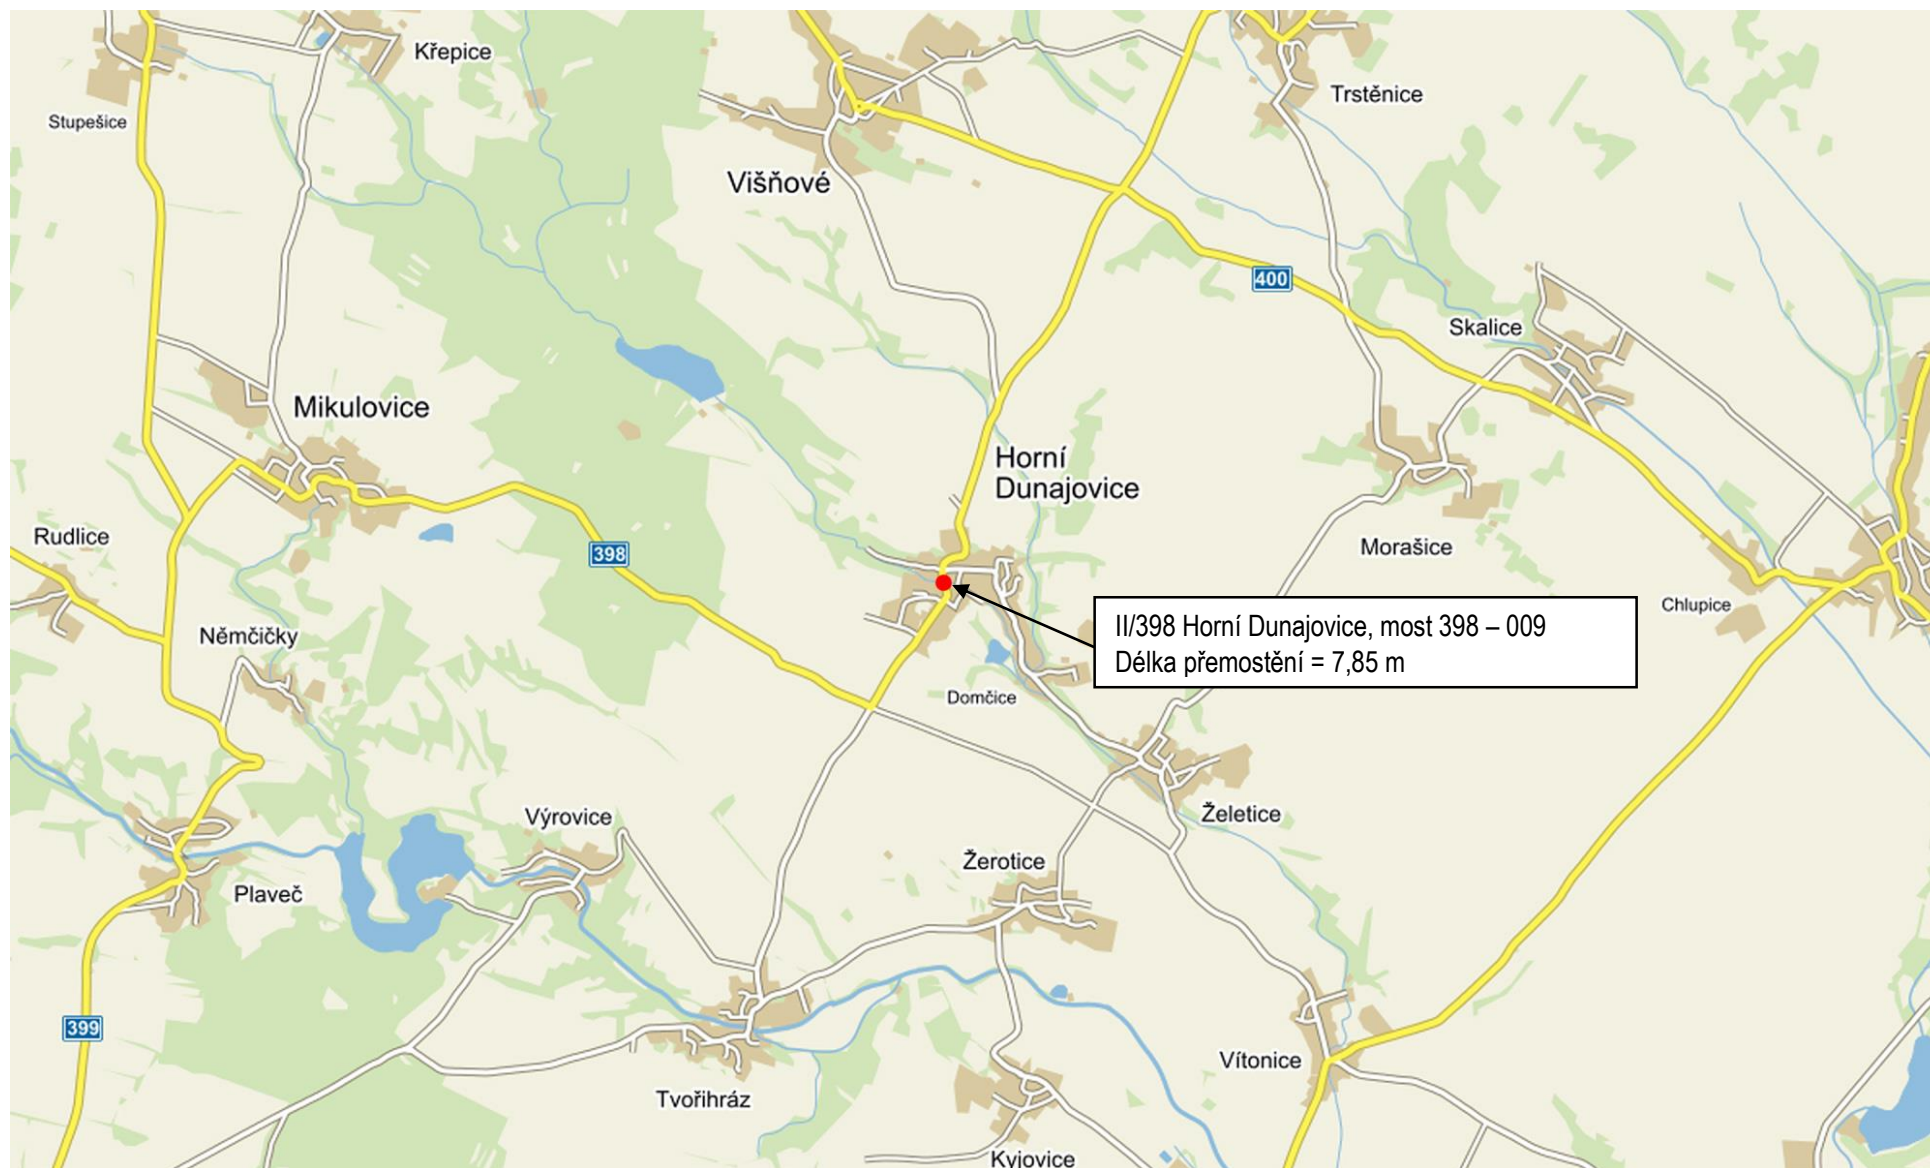 Křepice
Stupešice
Trstěnice
Višňové
400
Skalice
Mikulovice
Horní
Dunajovice
Rudlice
398
Morašice
Chlupice
II/398 Horní Dunajovice, most 398 – 009
Délka přemostění = 7,85 m
Němčičky
Domčice
Výrovice
Želetice
Žerotice
Plaveč
399
Vítonice
Tvořihráz
Kyjovice